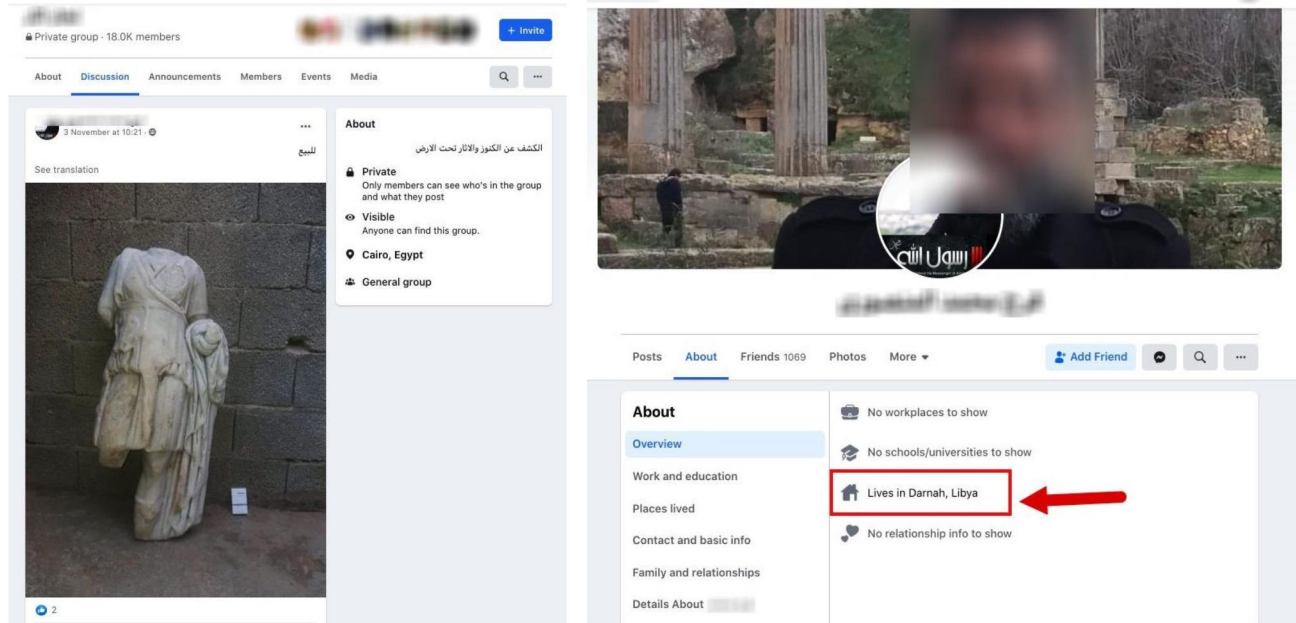 Private group · 18.0K members
+ Invite
About Discussion Announcements Members Events Media
3 November at 10:21
للبيع
See translation
2
About
الكشف عن الكنوز والاثار تحت الارض
Private
Only members can see who's in the group
and what they post
Visible
Anyone can find this group.
Cairo, Egypt
General group
رسول الله
Posts About Friends 1069 Photos More
Add Friend
About
Overview
Work and education
Places lived
Contact and basic info
Family and relationships
Details About
No workplaces to show
No schools/universities to show
Lives in Darnah, Libya
No relationship info to show